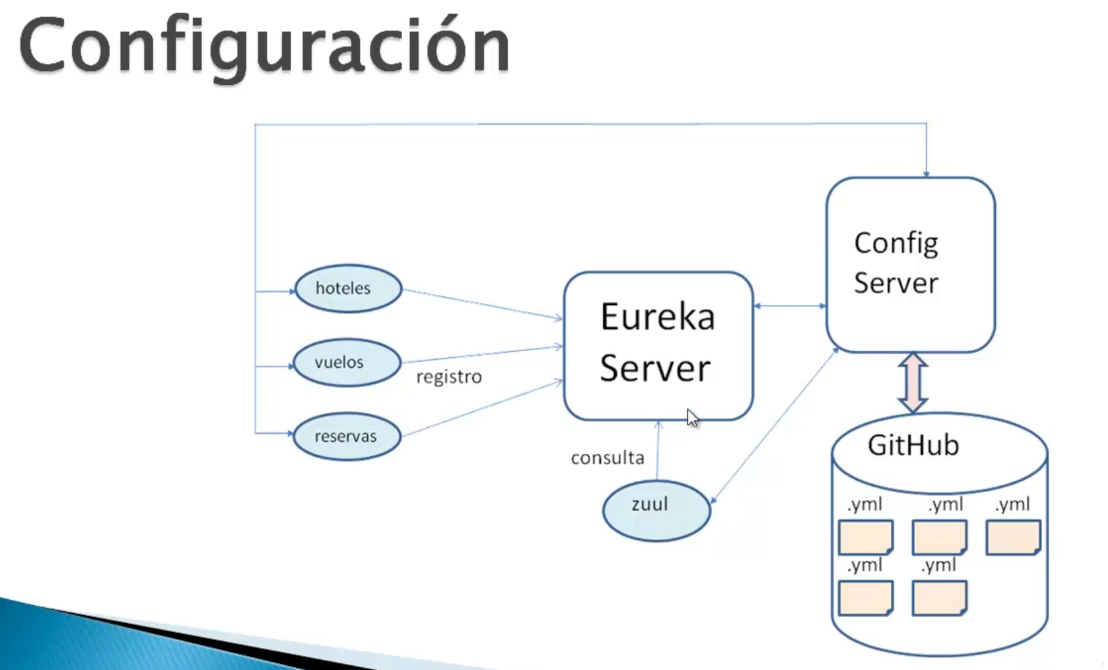 Configuración
Config
Server
hoteles
Eureka
Server
vuelos
registro
reservas
GitHub
consulta
zuul
.yml
.yml
.yml
.yml
.yml